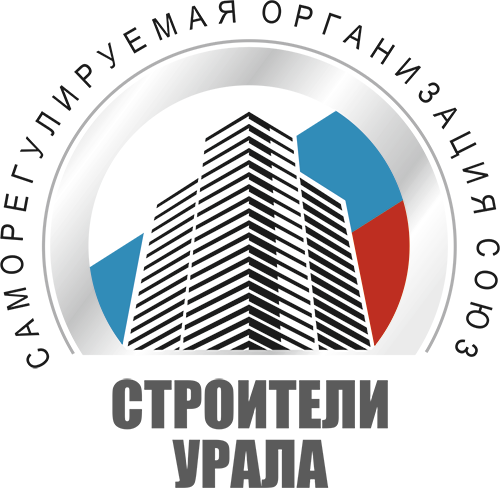 САМОРЕГУЛИРУЕМАЯ ОРГАНИЗАЦИЯ СОЮЗ
СТРОИТЕЛИ
УРАЛА